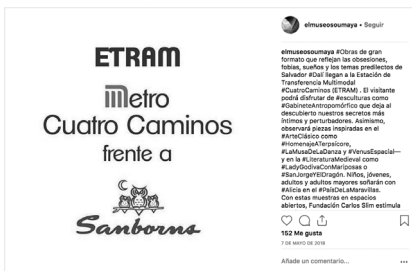 ETRAM
Metro
Cuatro Caminos
frente a
Sanborns
elmuseosoumaya • Seguir
elmuseosoumaya #Obras de gran
formato que reflejan las obsesiones,
fobias, sueños y los temas predilectos de
Salvador #Dalí llegan a la Estación de
Transferencia Multimodal
#CuatroCaminos (ETRAM) . El visitante
podrá disfrutar de #esculturas como
#GabineteAntropomórfico que deja al
descubierto nuestros secretos más
íntimos y perturbadores. Asimismo,
observará piezas inspiradas en el
#ArteClásico como
#HomenajeATerpsícore,
#LaMusaDeLaDanza y #VenusEspacial—
y en la #LiteraturaMedieval como
#LadyGodivaConMariposas o
#SanJorgeYElDragón. Niños, jóvenes,
adultos y adultos mayores soñarán con
#Alicia en el #PaísDeLaMaravillas.
Con estas muestras en espacios
abiertos, Fundación Carlos Slim estimula
152 Me gusta
7 DE MAYO DE 2018
Añade un comentario...